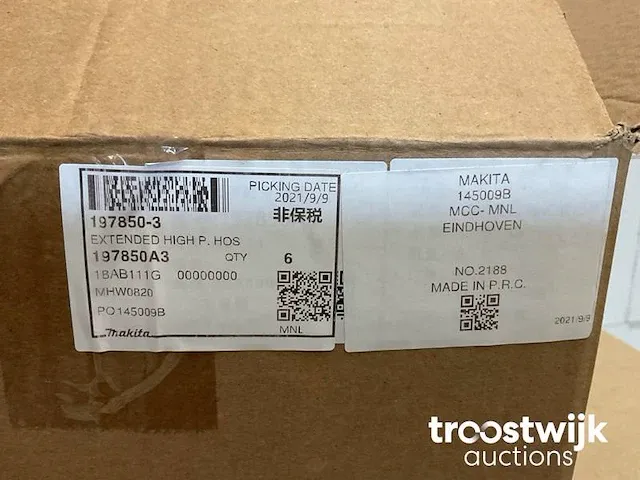 PICKING DATE
2021/9/9
197850-3
非保税
EXTENDED HIGH P. HOS
197850A3 QTY 6
18AB111G 00000000
MHW0820
PO145009B
makita
MNL
MAKITA
145009B
MCC- MNL
EINDHOVEN
NO.2188
MADE IN P.R.C.
2021/9/9
troostwijk
auctions